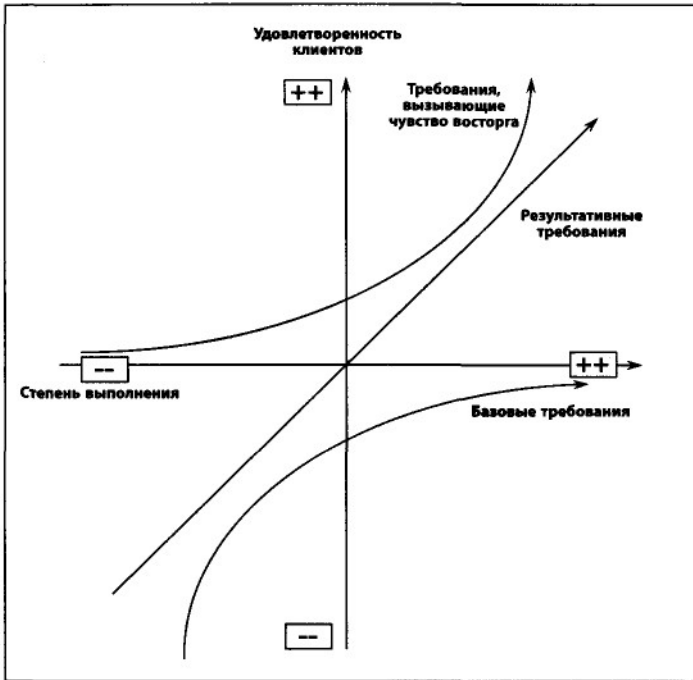 Удовлетворенность
клиентов
++
Требования,
вызывающие
чувство восторга
Результативные
требования
--
++
Степень выполнения
Базовые требования
--